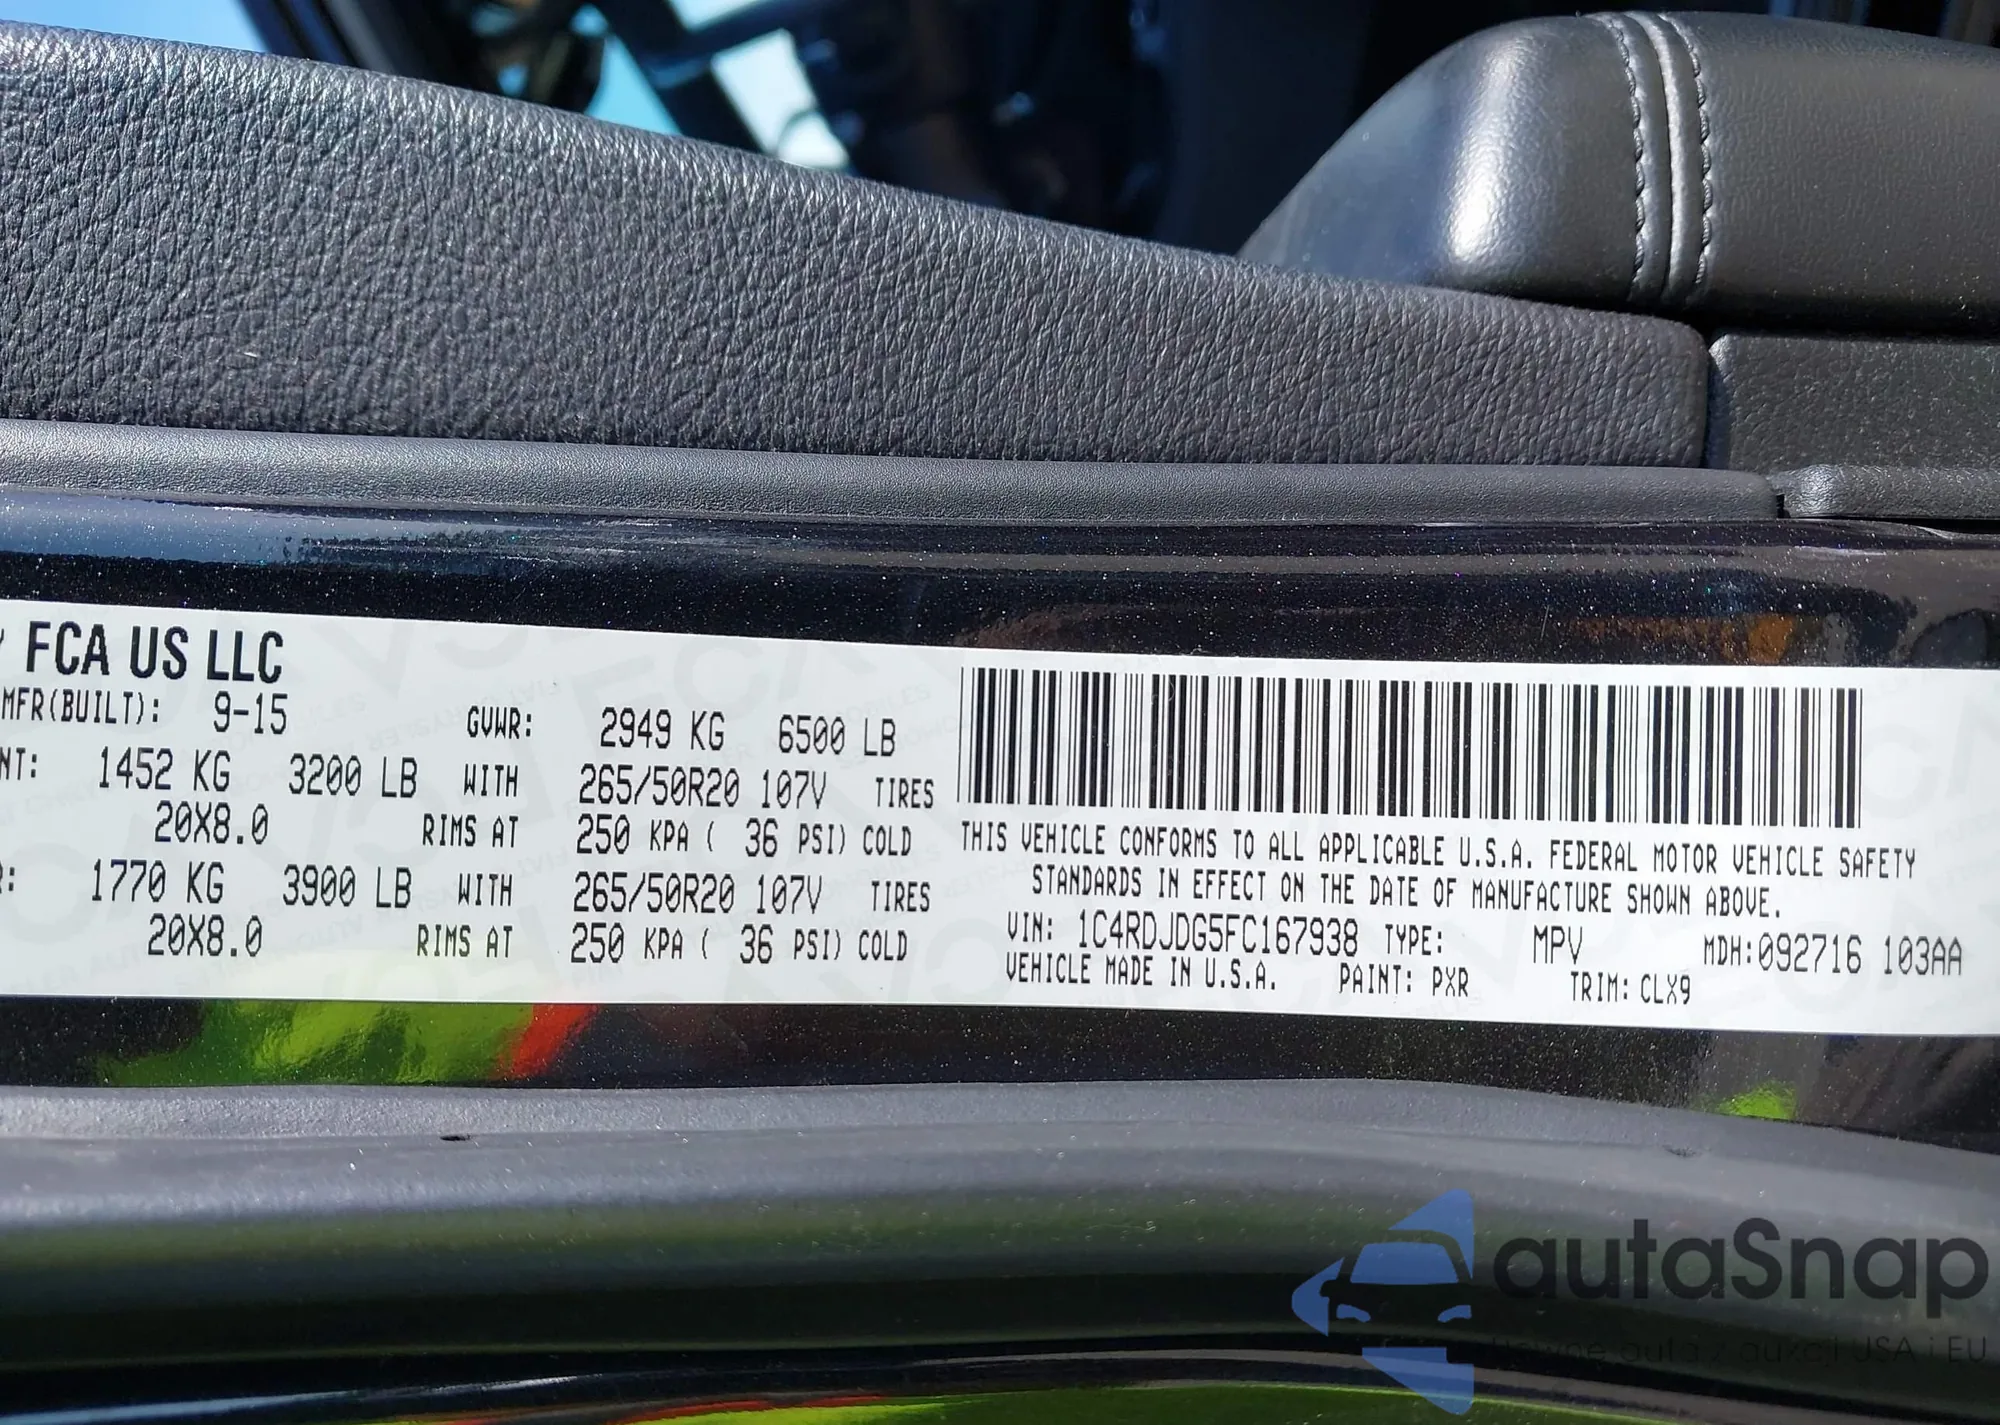 FCA US LLC
MFR(BUILT): 9-15 GVWR: 2949 KG 6500 LB
NT: 1452 KG 3200 LB WITH 265/50R20 107V TIRES
20X8.0 RIMS AT 250 KPA ( 36 PSI) COLD
R: 1770 KG 3900 LB WITH 265/50R20 107V TIRES
20X8.0 RIMS AT 250 KPA ( 36 PSI) COLD
THIS VEHICLE CONFORMS TO ALL APPLICABLE U.S.A. FEDERAL MOTOR VEHICLE SAFETY
STANDARDS IN EFFECT ON THE DATE OF MANUFACTURE SHOWN ABOVE.
VIN: 1C4RDJDG5FC167938 TYPE: MPV MDH:092716 103AA
VEHICLE MADE IN U.S.A. PAINT: PXR TRIM: CLX9
autaSnap
aukcji USA i EU